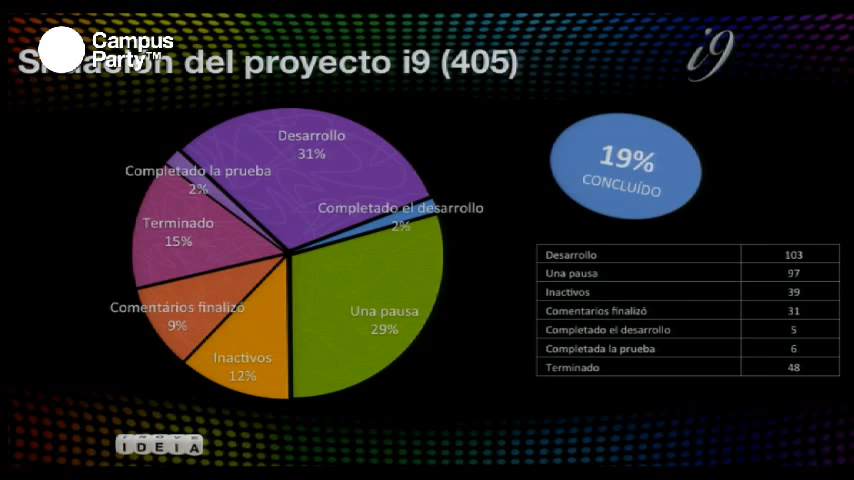 Campus
Party™
Situación del proyecto i9 (405)
i9
Desarrollo
31%
Completado la prueba
2%
Completado el desarrollo
2%
Terminado
15%
Comentários finalizó
9%
Una pausa
29%
Inactivos
12%
19%
CONCLUÍDO
Desarrollo 103
Una pausa 97
Inactivos 39
Comentarios finalizó 31
Completado el desarrollo 5
Completada la prueba 6
Terminado 48
INOVE
IDEIA